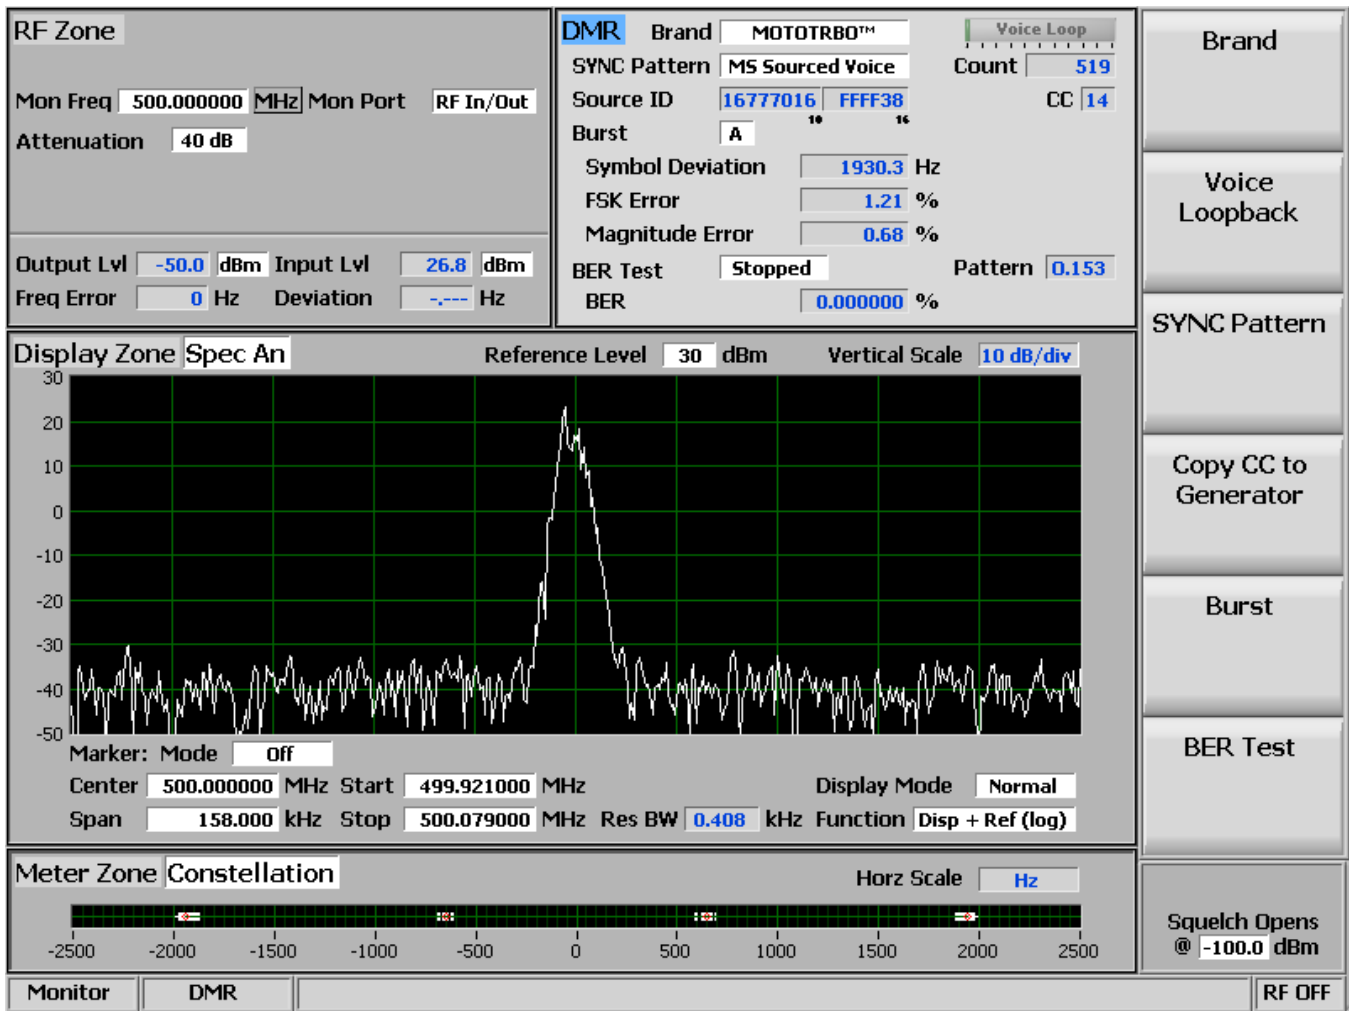 RF Zone
Mon Freq 500.000000 MHz Mon Port RF In/Out
Attenuation 40 dB
Output Lvl -50.0 dBm Input Lvl 26.8 dBm
Freq Error 0 Hz Deviation -.--- Hz
DMR Brand MOTOTRBO™ Voice Loop
SYNC Pattern MS Sourced Voice Count 519
Source ID 16777016 10 FFFF38 16 CC 14
Burst A
Symbol Deviation 1930.3 Hz
FSK Error 1.21 %
Magnitude Error 0.68 %
BER Test Stopped Pattern 0.153
BER 0.000000 %
Display Zone Spec An Reference Level 30 dBm Vertical Scale 10 dB/div
30
20
10
0
-10
-20
-30
-40
-50
Marker: Mode Off
Center 500.000000 MHz Start 499.921000 MHz Display Mode Normal
Span 158.000 kHz Stop 500.079000 MHz Res BW 0.408 kHz Function Disp + Ref (log)
Meter Zone Constellation Horz Scale Hz
-2500 -2000 -1500 -1000 -500 0 500 1000 1500 2000 2500
Monitor DMR RF OFF
Brand
Voice
Loopback
SYNC Pattern
Copy CC to
Generator
Burst
BER Test
Squelch Opens
@ -100.0 dBm